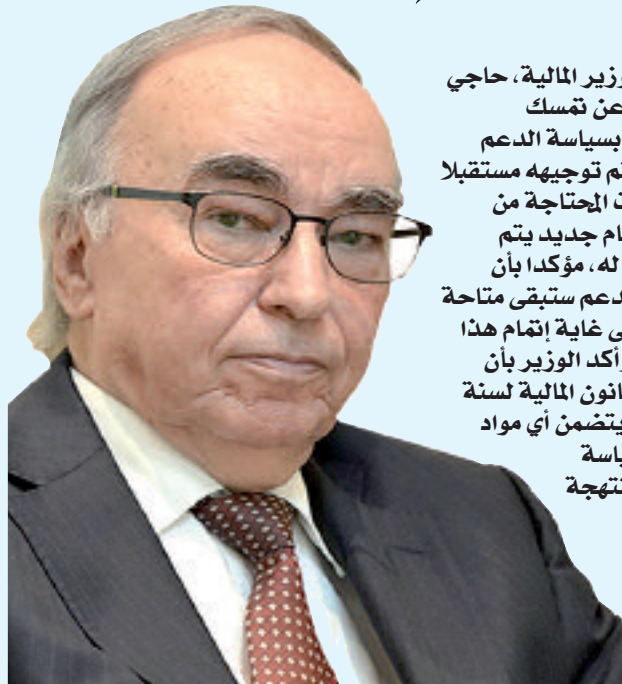 وزير المالية، حاجي
عن تمسك
بسياسة الدعم
تم توجيهه مستقبلا
المحتاجة من
ام جديد يتم
له، مؤكدا بأن
دعم ستبقى متاحة
ى غاية إتمام هذا
أكد الوزير بأن
انون المالية لسنة
يتضمن أي مواد
ياسة
نتهجة